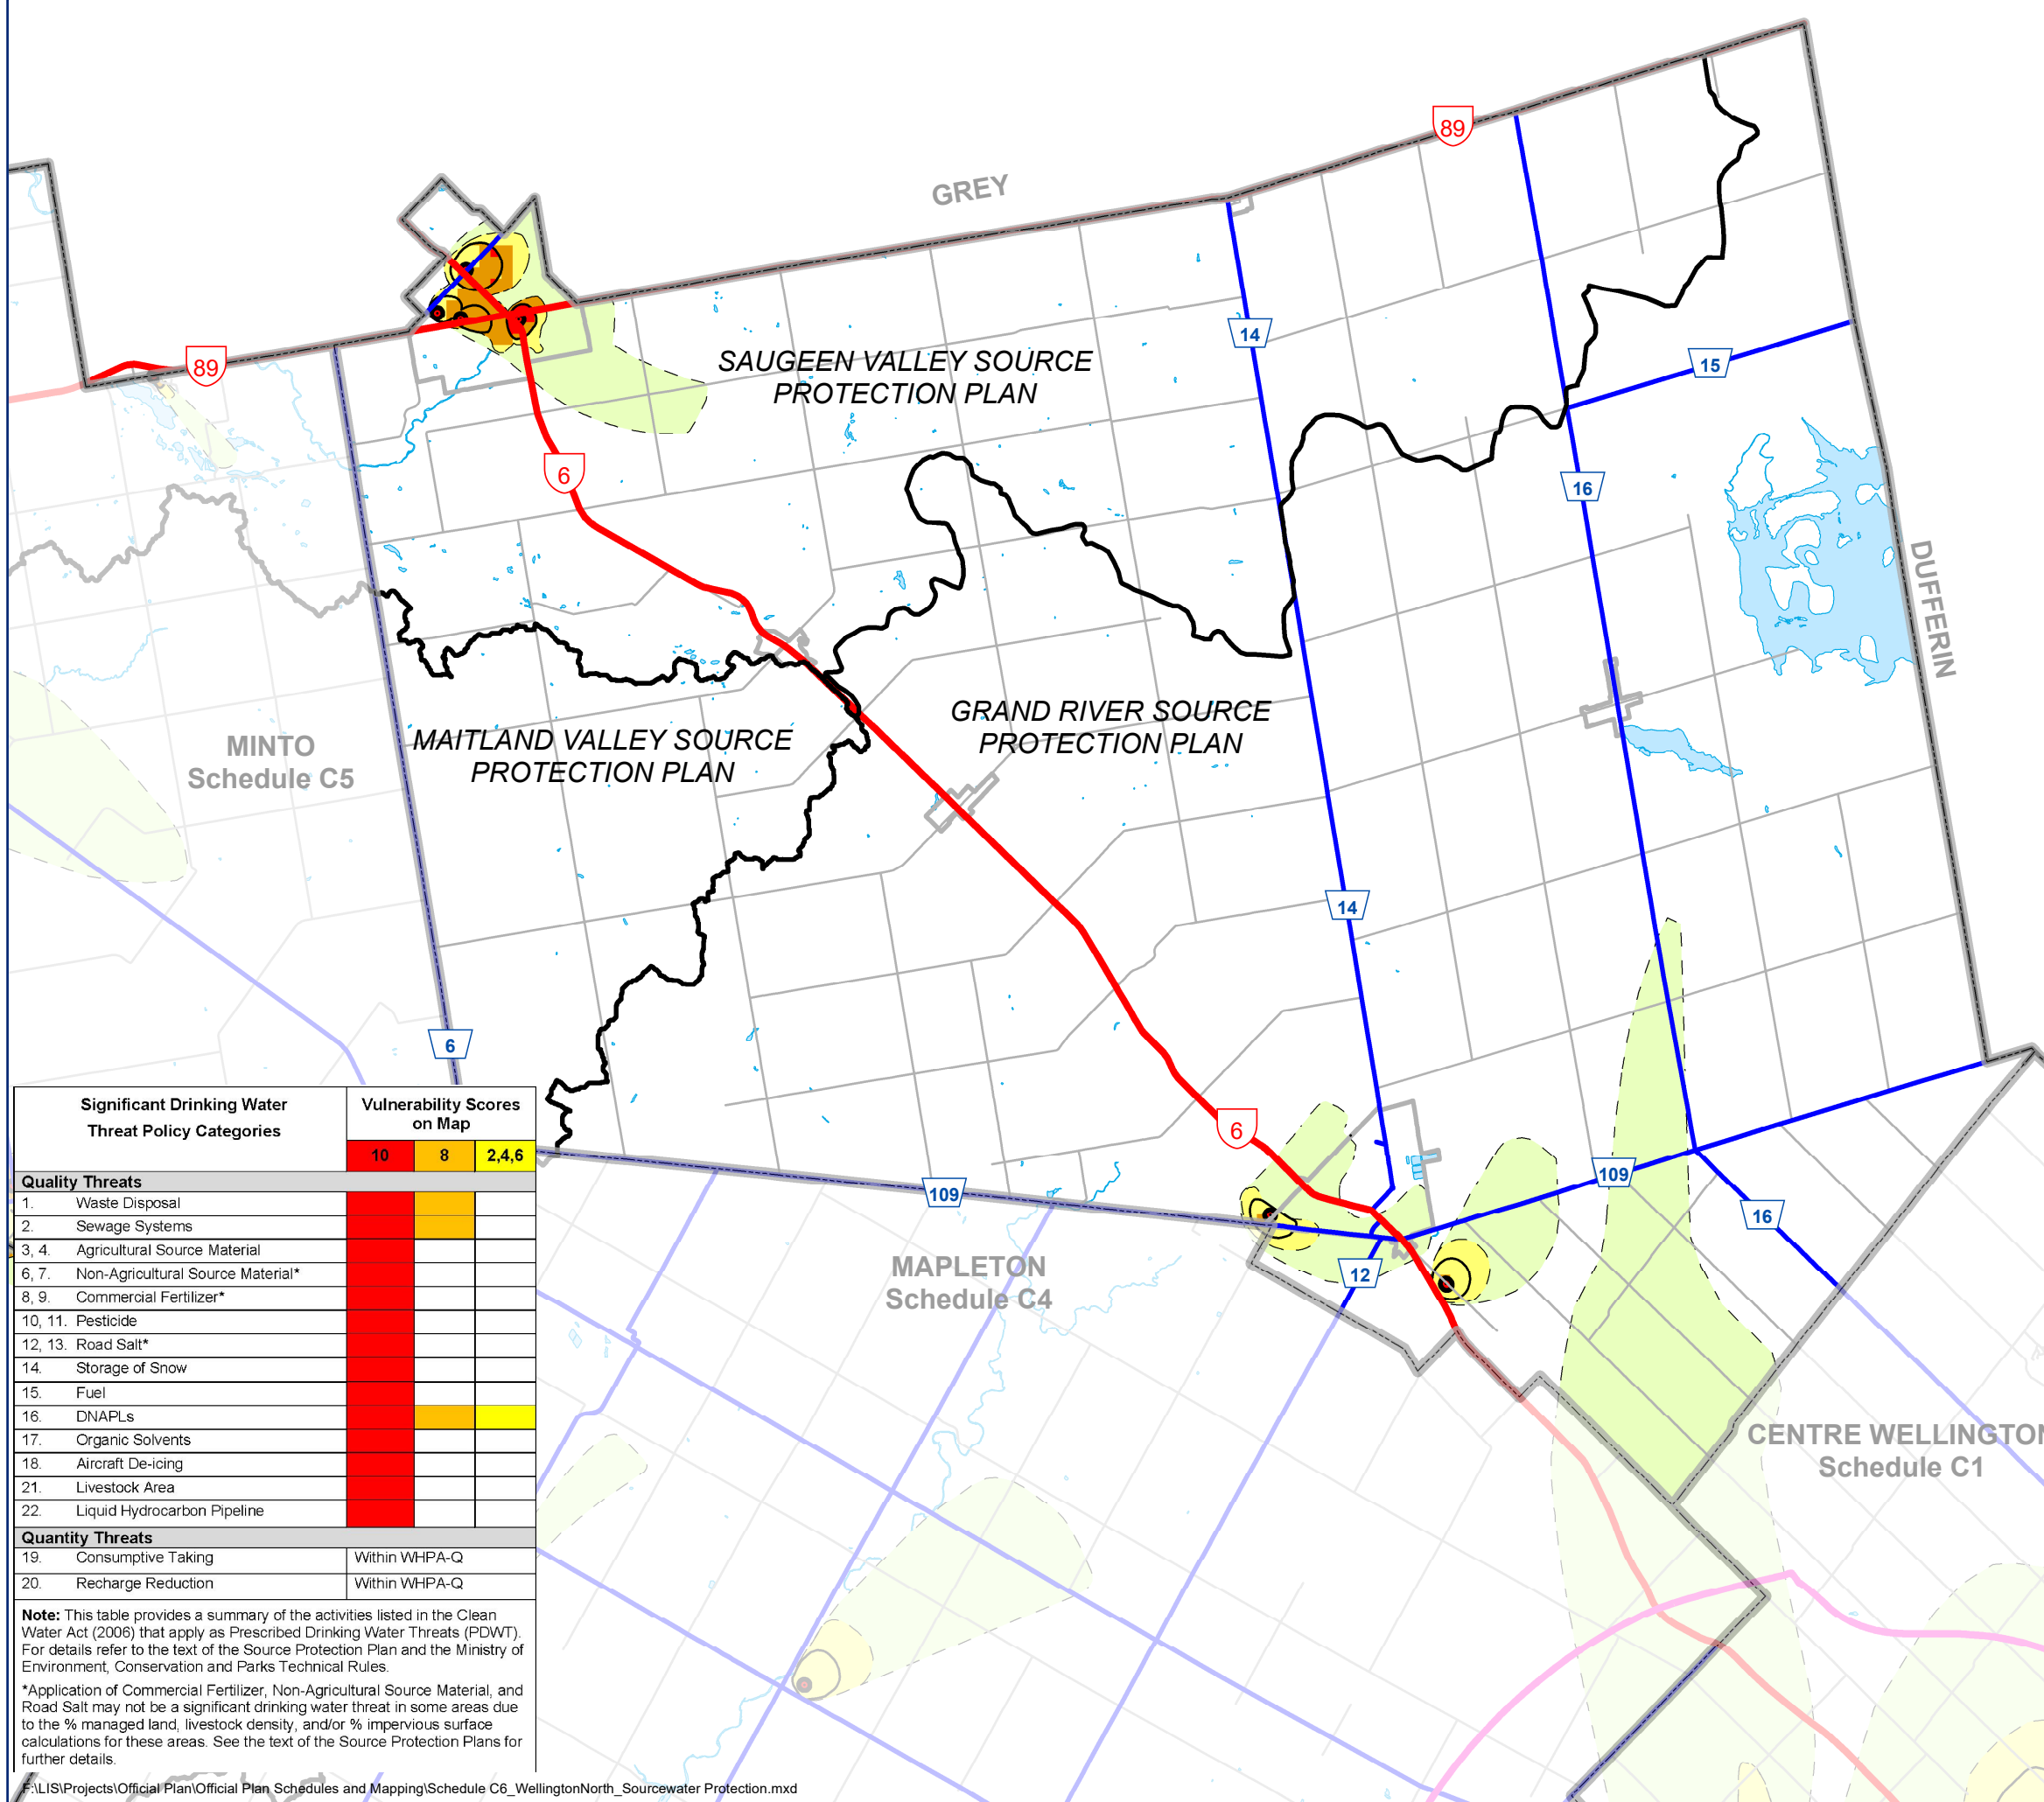 89
GREY
89
14
15
SAUGEEN VALLEY SOURCE
PROTECTION PLAN
6
16
DUFFERIN
GRAND RIVER SOURCE
PROTECTION PLAN
MINTO
Schedule C5
MAITLAND VALLEY SOURCE
PROTECTION PLAN
14
6
6
109
109
16
12
MAPLETON
Schedule C4
CENTRE WELLINGTON
Schedule C1
Significant Drinking Water
Threat Policy Categories
Vulnerability Scores
on Map
10 8 2,4,6
Quality Threats
1. Waste Disposal
2. Sewage Systems
3, 4. Agricultural Source Material
6, 7. Non-Agricultural Source Material*
8, 9. Commercial Fertilizer*
10, 11. Pesticide
12, 13. Road Salt*
14. Storage of Snow
15. Fuel
16. DNAPLs
17. Organic Solvents
18. Aircraft De-icing
21. Livestock Area
22. Liquid Hydrocarbon Pipeline
Quantity Threats
19. Consumptive Taking Within WHPA-Q
20. Recharge Reduction Within WHPA-Q
Note: This table provides a summary of the activities listed in the Clean
Water Act (2006) that apply as Prescribed Drinking Water Threats (PDWT).
For details refer to the text of the Source Protection Plan and the Ministry of
Environment, Conservation and Parks Technical Rules.
*Application of Commercial Fertilizer, Non-Agricultural Source Material, and
Road Salt may not be a significant drinking water threat in some areas due
to the % managed land, livestock density, and/or % impervious surface
calculations for these areas. See the text of the Source Protection Plans for
further details.
F:\LIS\Projects\Official Plan\Official Plan Schedules and Mapping\Schedule C6_WellingtonNorth_Sourcewater Protection.mxd